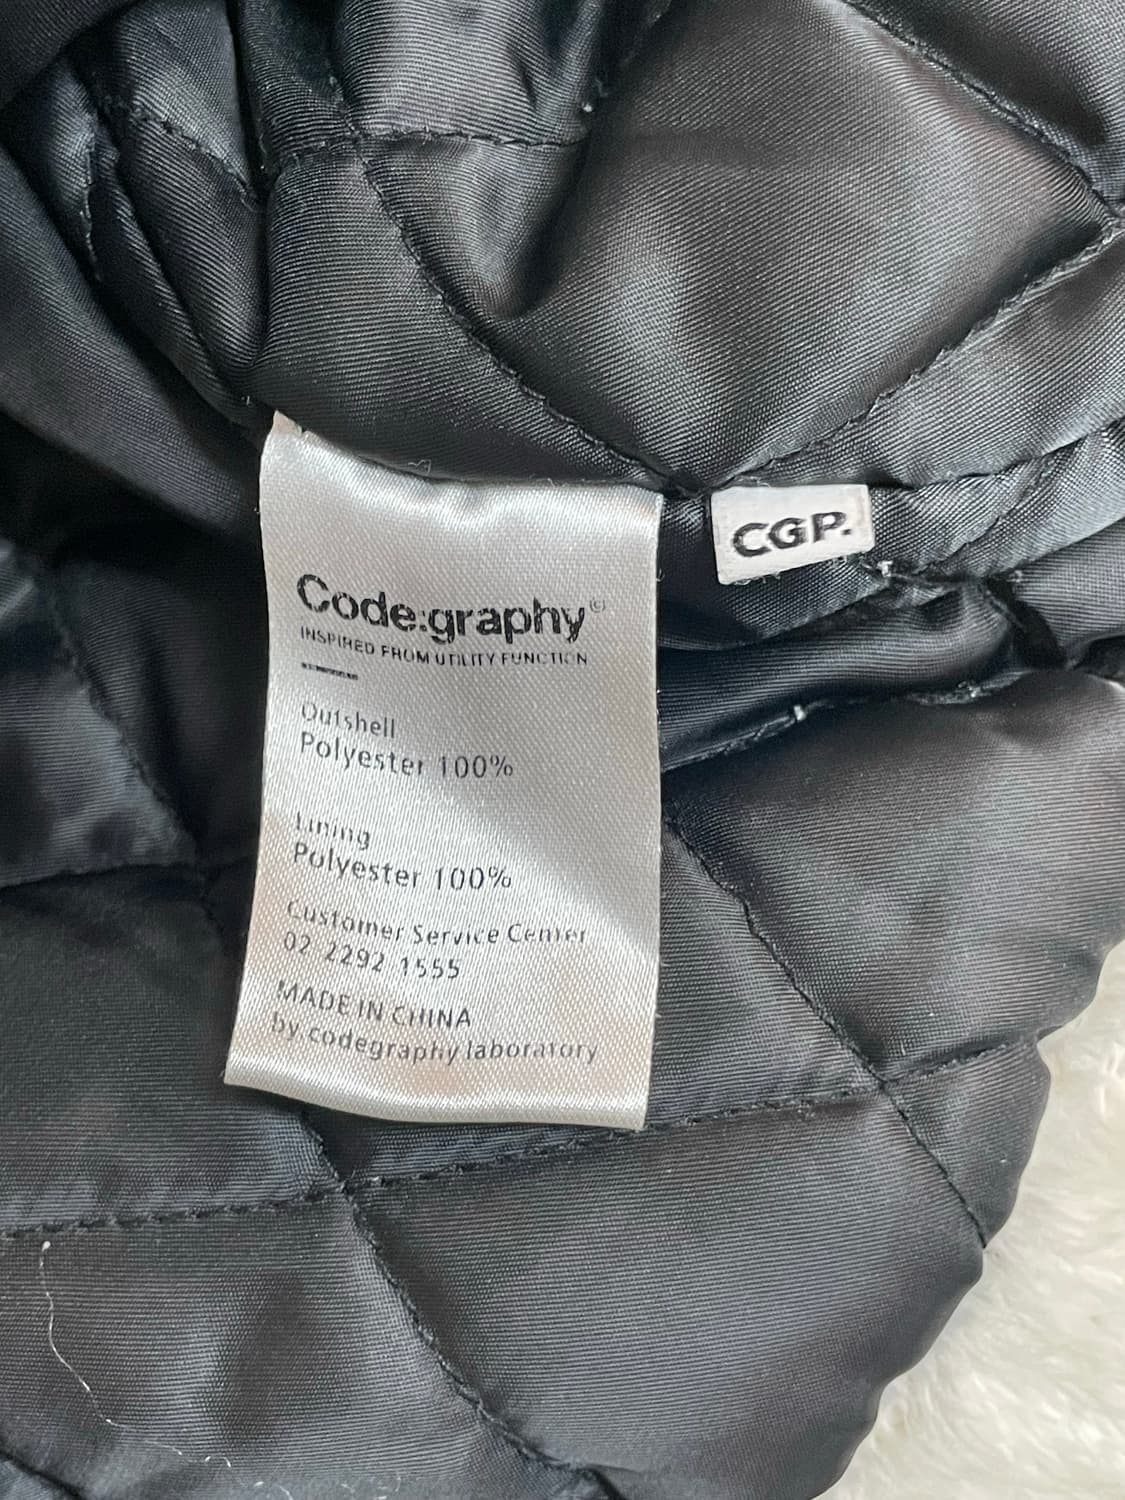 Code:graphy©
INSPIRED FROM UTILITY FUNCTION
Outshell
Polyester 100%
Lining
Polyester 100%
Customer Service Center
02 2292 1555
MADE IN CHINA
by.codegraphy laboratory
CGP.